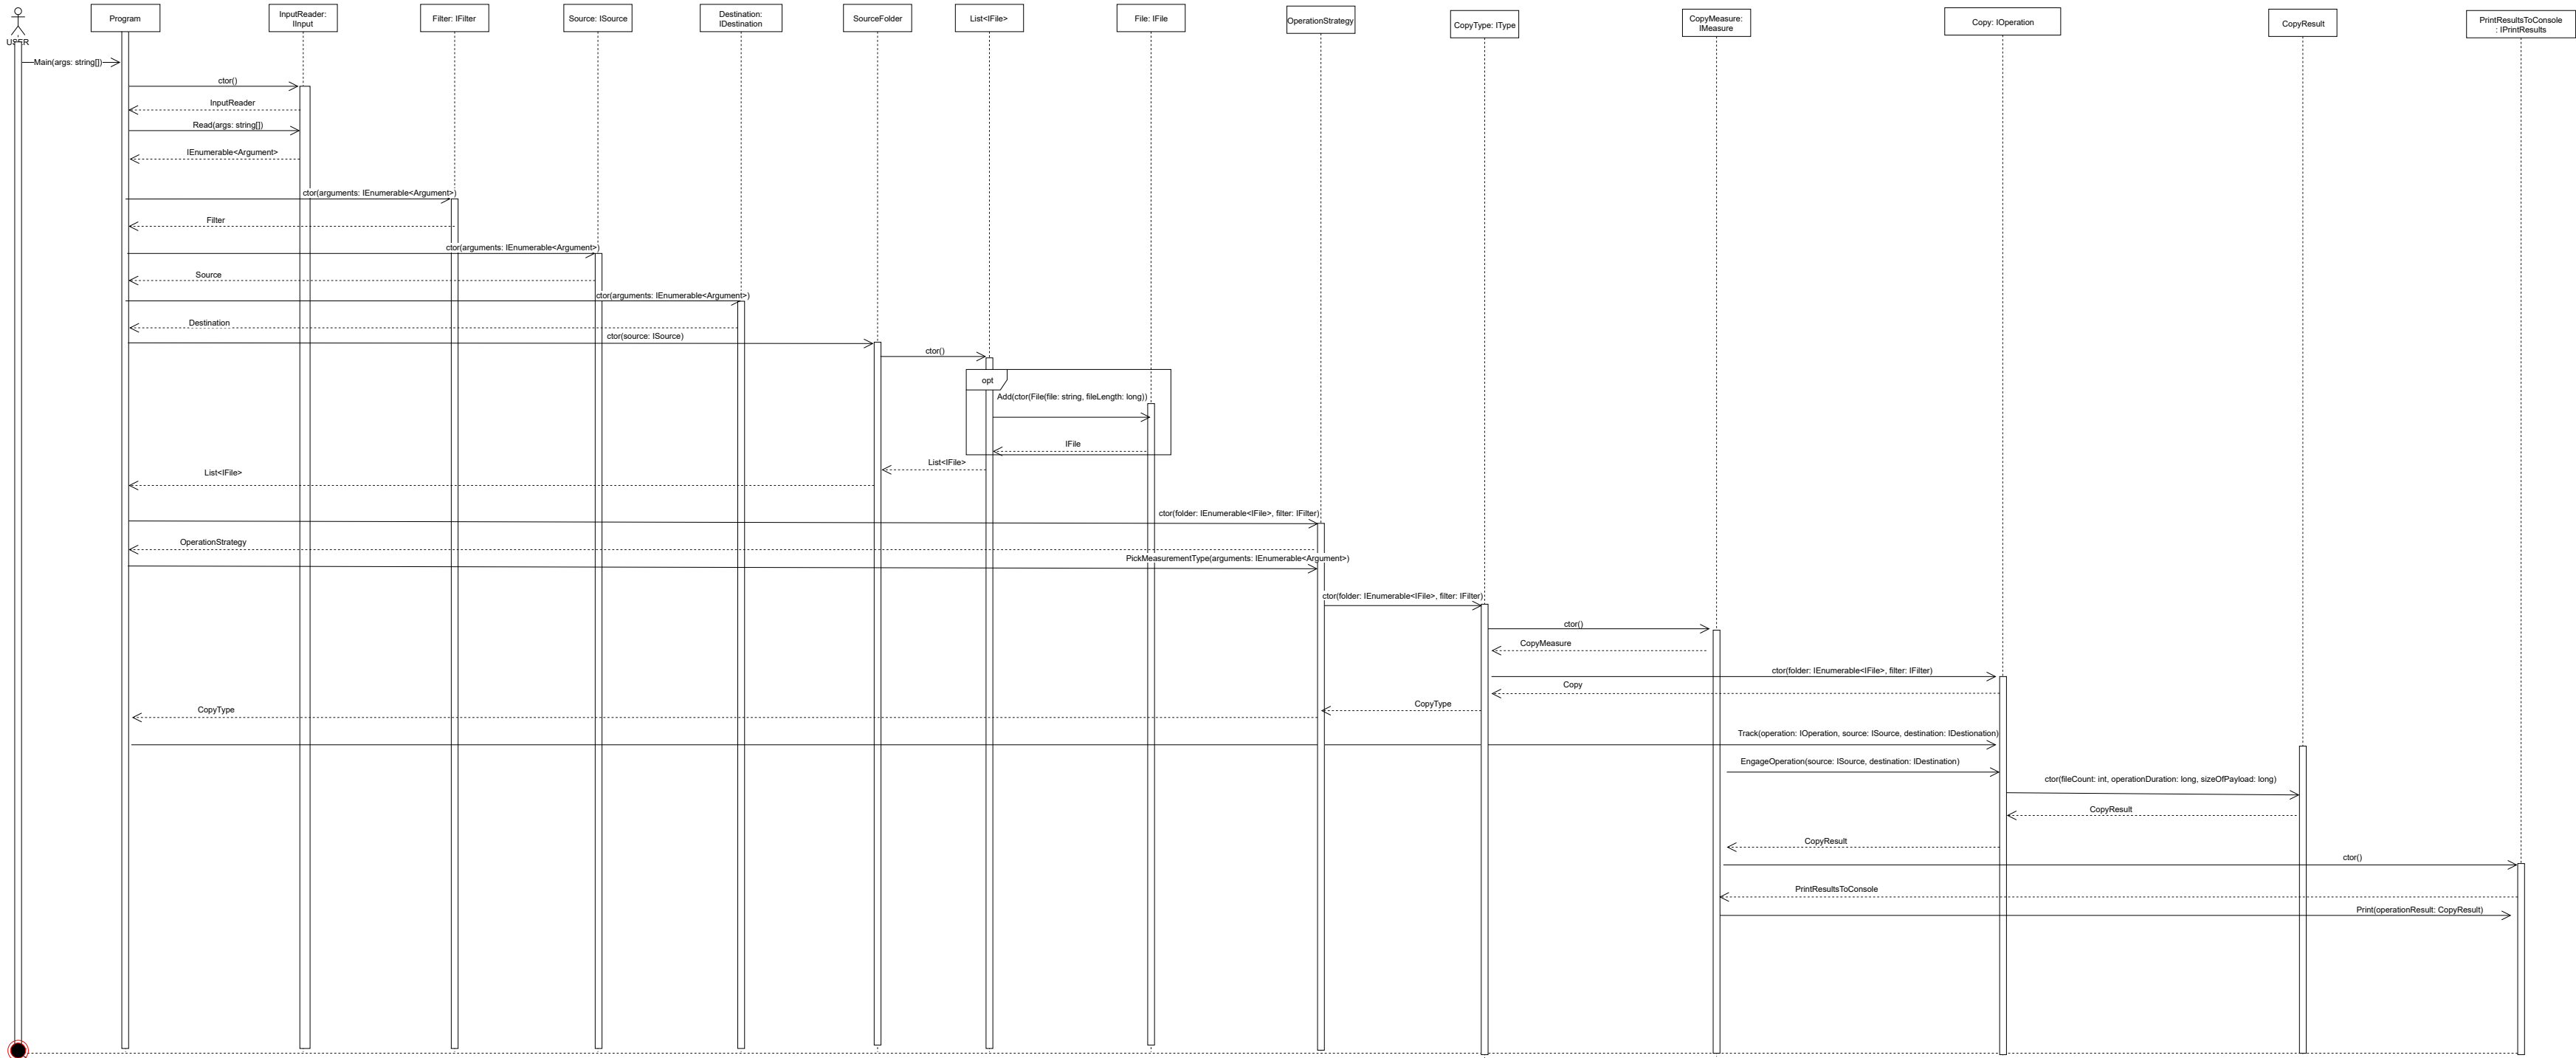 USER
Program
InputReader:
IInput
Filter: IFilter
Source: ISource
Destination:
IDestination
SourceFolder
List<IFile>
File: IFile
OperationStrategy
CopyType: IType
CopyMeasure:
IMeasure
Copy: IOperation
CopyResult
PrintResultsToConsole
: IPrintResults
Main(args: string[])
ctor()
InputReader
Read(args: string[])
IEnumerable<Argument>
ctor(arguments: IEnumerable<Argument>)
Filter
ctor(arguments: IEnumerable<Argument>)
Source
ctor(arguments: IEnumerable<Argument>)
Destination
ctor(source: ISource)
ctor()
opt
Add(ctor(File(file: string, fileLength: long))
IFile
List<IFile>
List<IFile>
ctor(folder: IEnumerable<IFile>, filter: IFilter)
OperationStrategy
PickMeasurementType(arguments: IEnumerable<Argument>)
ctor(folder: IEnumerable<IFile>, filter: IFilter)
ctor()
CopyMeasure
ctor(folder: IEnumerable<IFile>, filter: IFilter)
Copy
CopyType
CopyType
Track(operation: IOperation, source: ISource, destination: IDestionation)
EngageOperation(source: ISource, destination: IDestination)
ctor(fileCount: int, operationDuration: long, sizeOfPayload: long)
CopyResult
CopyResult
ctor()
PrintResultsToConsole
Print(operationResult: CopyResult)